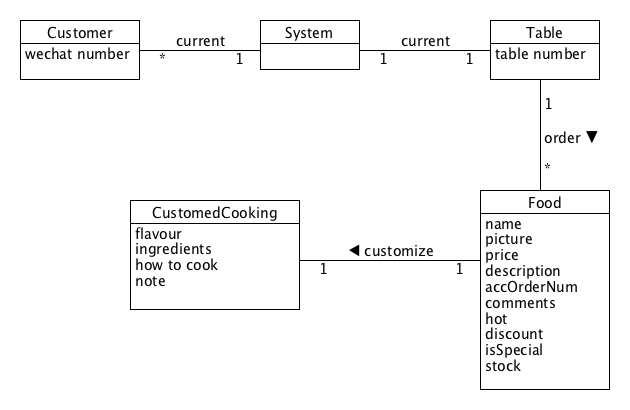 Customer
wechat number
current
*
1
System
current
1
1
Table
table number
1
order ▼
*
CustomedCooking
flavour
ingredients
how to cook
note
◀ customize
1
1
Food
name
picture
price
description
accOrderNum
comments
hot
discount
isSpecial
stock